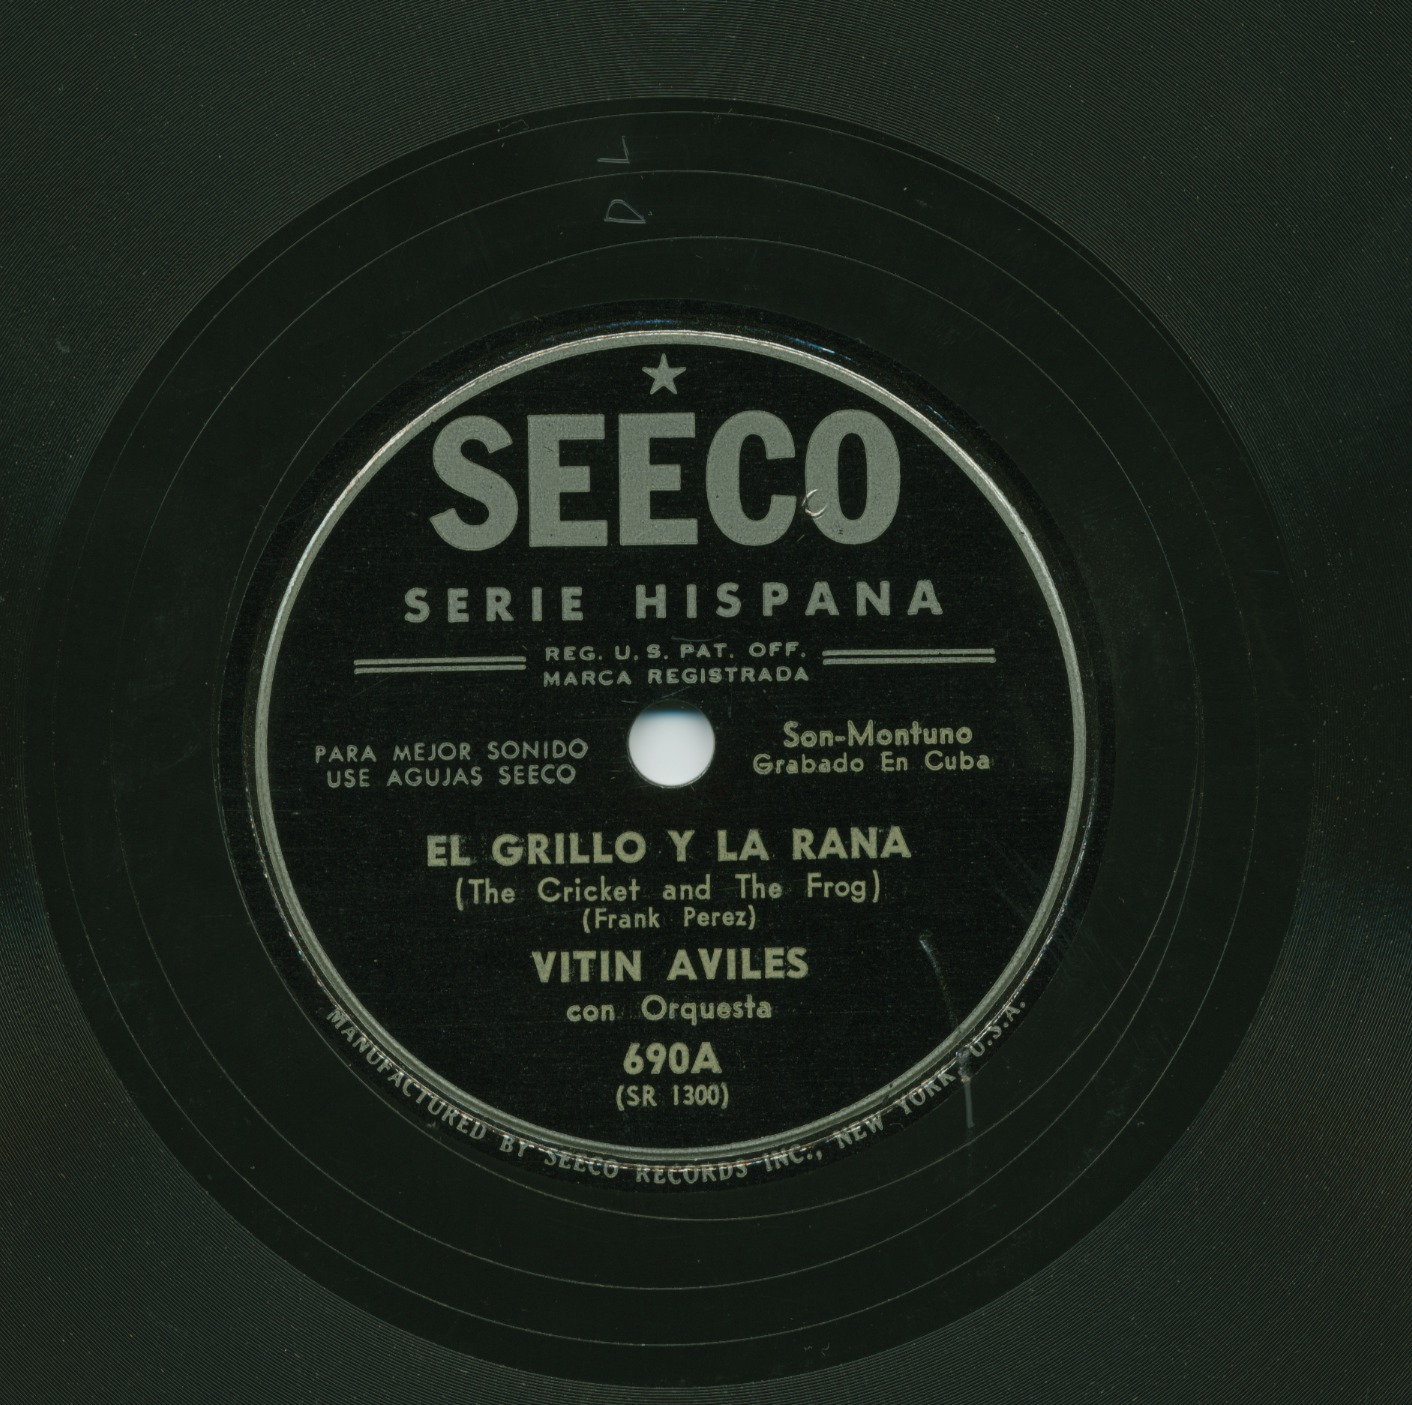 SEECO
SERIE HISPANA
REG. U. S. PAT. OFF.
MARCA REGISTRADA
PARA MEJOR SONIDO
USE AGUJAS SEECO
Son-Montuno
Grabado En Cuba
EL GRILLO Y LA RANA
(The Cricket and The Frog)
(Frank Perez)
VITIN AVILES
con Orquesta
690A
(SR 1300)
MANUFACTURED BY SEECO RECORDS INC., NEW YORK, U.S.A.